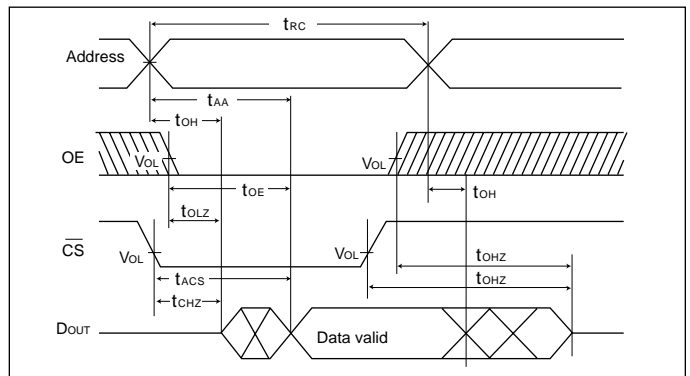 tRC
Address
tAA
tOH
OE
VOL
VOL
tOE
tOH
tOLZ
CS
VOL
VOL
tOHZ
tACS
tOHZ
tCHZ
DOUT
Data valid